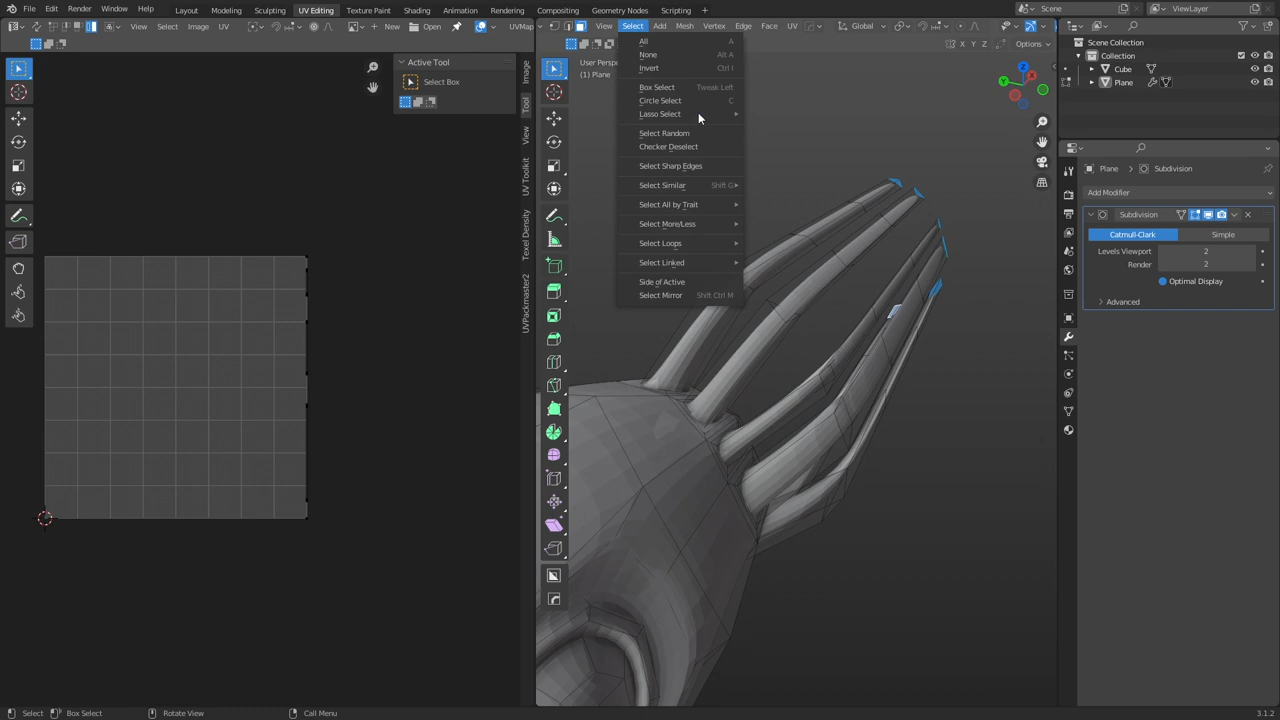 File Edit Render Window Help Layout Modeling Sculpting UV Editing Texture Paint Shading Animation Rendering Compositing Geometry Nodes Scripting + Scene ViewLayer
View Select Image UV New Open UVMap View Select Add Mesh Vertex Edge Face UV Global
X Y Z Options
Scene Collection
Collection
Cube
Plane
Active Tool
Select Box
Image
Tool
View
UV Toolkit
Texel Density
UVPackmaster2
User Perspe
(1) Plane
All A
None Alt A
Invert Ctrl I
Box Select Tweak Left
Circle Select C
Lasso Select
Select Random
Checker Deselect
Select Sharp Edges
Select Similar Shift G
Select All by Trait
Select More/Less
Select Loops
Select Linked
Side of Active
Select Mirror Shift Ctrl M
Z
X
Y
Plane Subdivision
Add Modifier
Subdivision
Catmull-Clark Simple
Levels Viewport 2
Render 2
Optimal Display
Advanced
Select Box Select Rotate View Call Menu 3.1.2